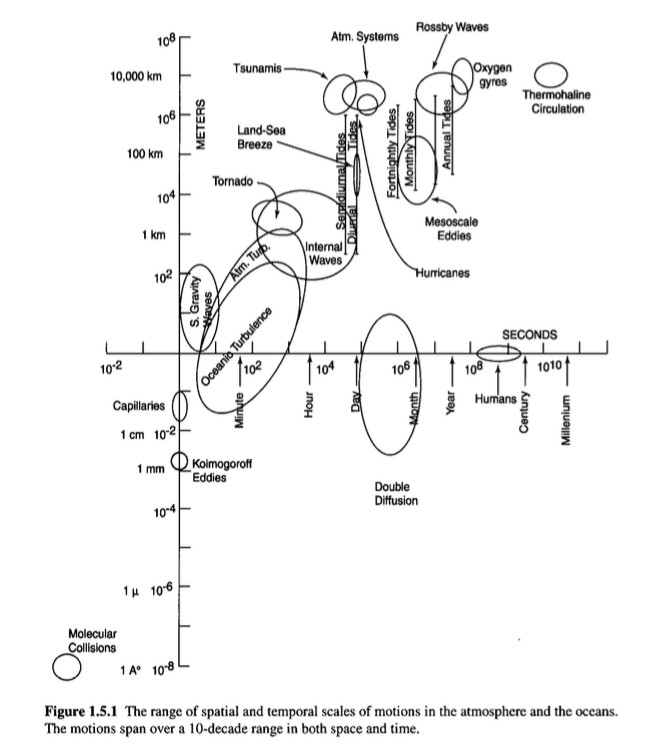 Rossby Waves
10⁸
Atm. Systems
Tsunamis
Oxygen
gyres
10,000 km
Thermohaline
Circulation
METERS
10⁶
Land-Sea
Breeze
Semidiurnal Tides
Diurnal Tides
Fortnightly Tides
Monthly Tides
Annual Tides
100 km
Tornado
10⁴
Mesoscale
Eddies
1 km
Internal
Waves
Atm. Turb.
Hurricanes
10²
S. Gravity
Waves
Oceanic Turbulence
SECONDS
10⁻²
10²
10⁴
10⁶
10⁸
10¹⁰
Minute
Hour
Day
Month
Year
Humans
Century
Millenium
Capillaries
1 cm 10⁻²
1 mm
Kolmogoroff
Eddies
Double
Diffusion
10⁻⁴
1 μ 10⁻⁶
Molecular
Collisions
1 A° 10⁻⁸
Figure 1.5.1 The range of spatial and temporal scales of motions in the atmosphere and the oceans.
The motions span over a 10-decade range in both space and time.